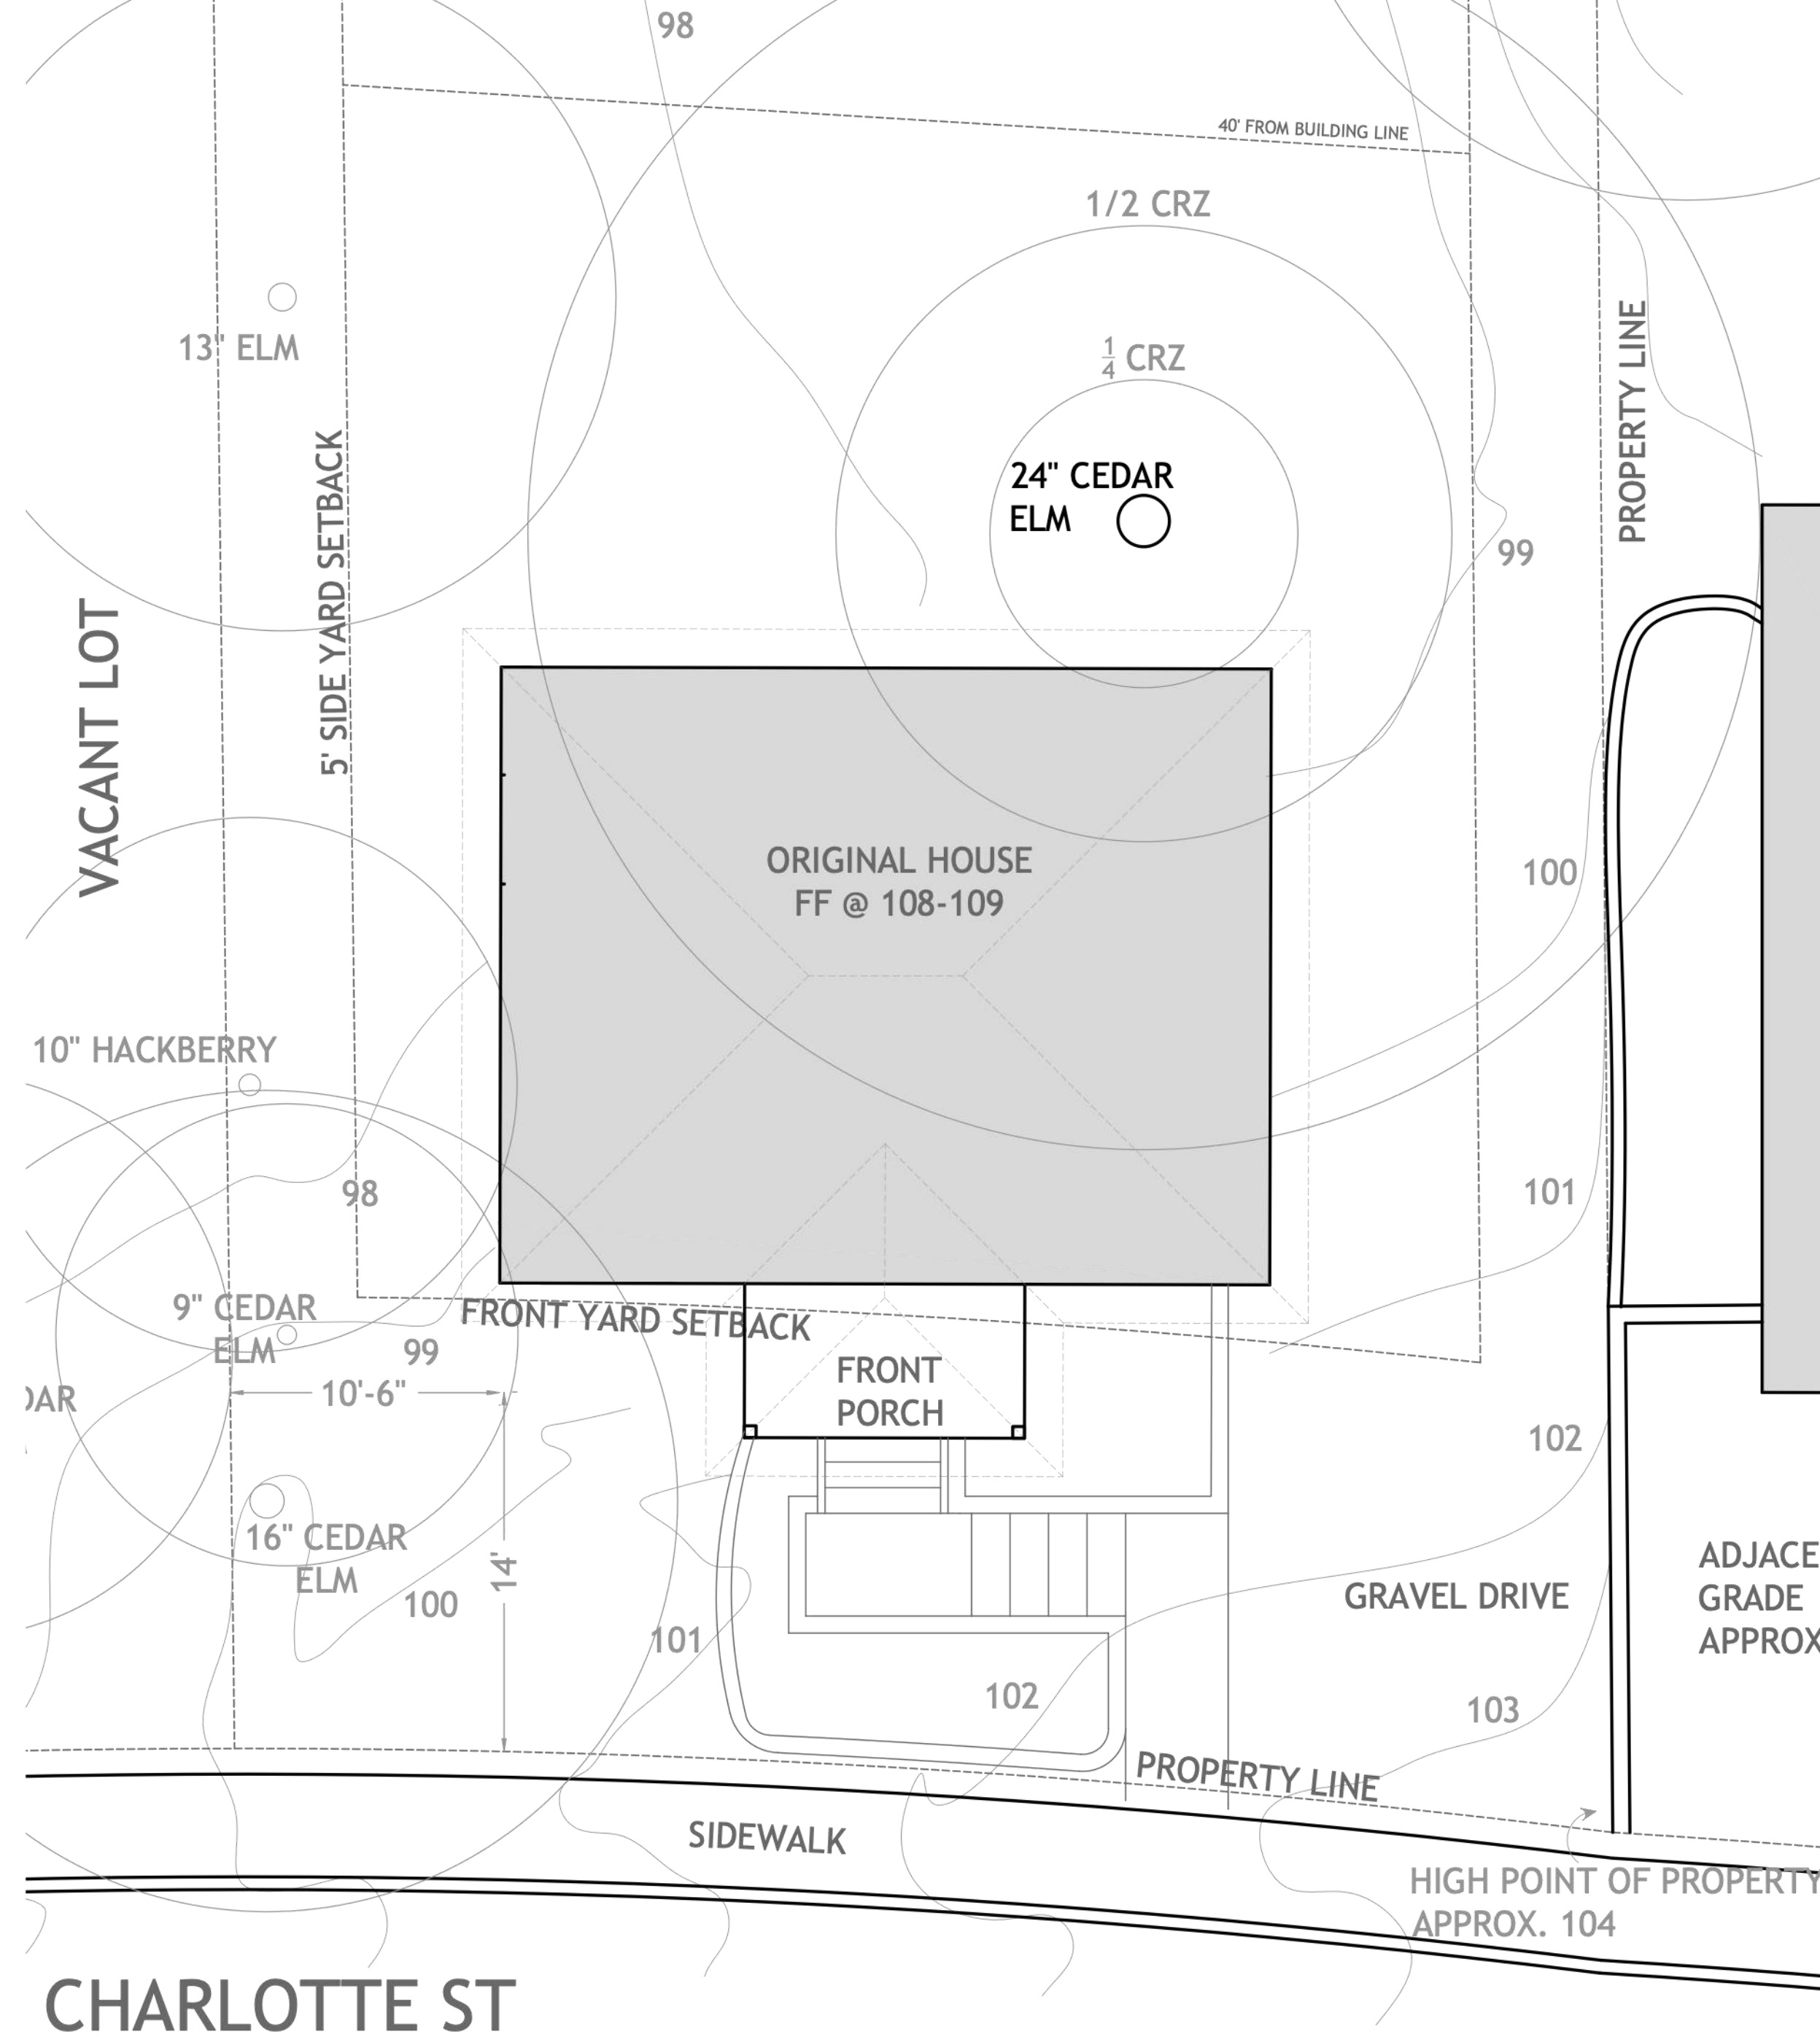 98
40' FROM BUILDING LINE
1/2 CRZ
13" ELM
1/4 CRZ
PROPERTY LINE
24" CEDAR
ELM
5' SIDE YARD SETBACK
99
VACANT LOT
ORIGINAL HOUSE
FF @ 108-109
100
10" HACKBERRY
98
101
9" CEDAR
ELM
FRONT YARD SETBACK
99
FRONT
PORCH
10'-6"
DAR
102
16" CEDAR
ELM
14'
100
GRAVEL DRIVE
ADJACE
GRADE
APPROX
101
102
103
PROPERTY LINE
SIDEWALK
HIGH POINT OF PROPERTY
APPROX. 104
CHARLOTTE ST